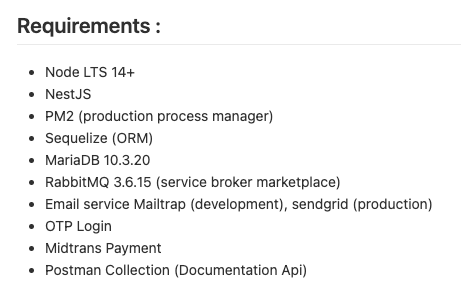 Requirements :
Node LTS 14+
NestJS
PM2 (production process manager)
Sequelize (ORM)
MariaDB 10.3.20
RabbitMQ 3.6.15 (service broker marketplace)
Email service Mailtrap (development), sendgrid (production)
OTP Login
Midtrans Payment
Postman Collection (Documentation Api)